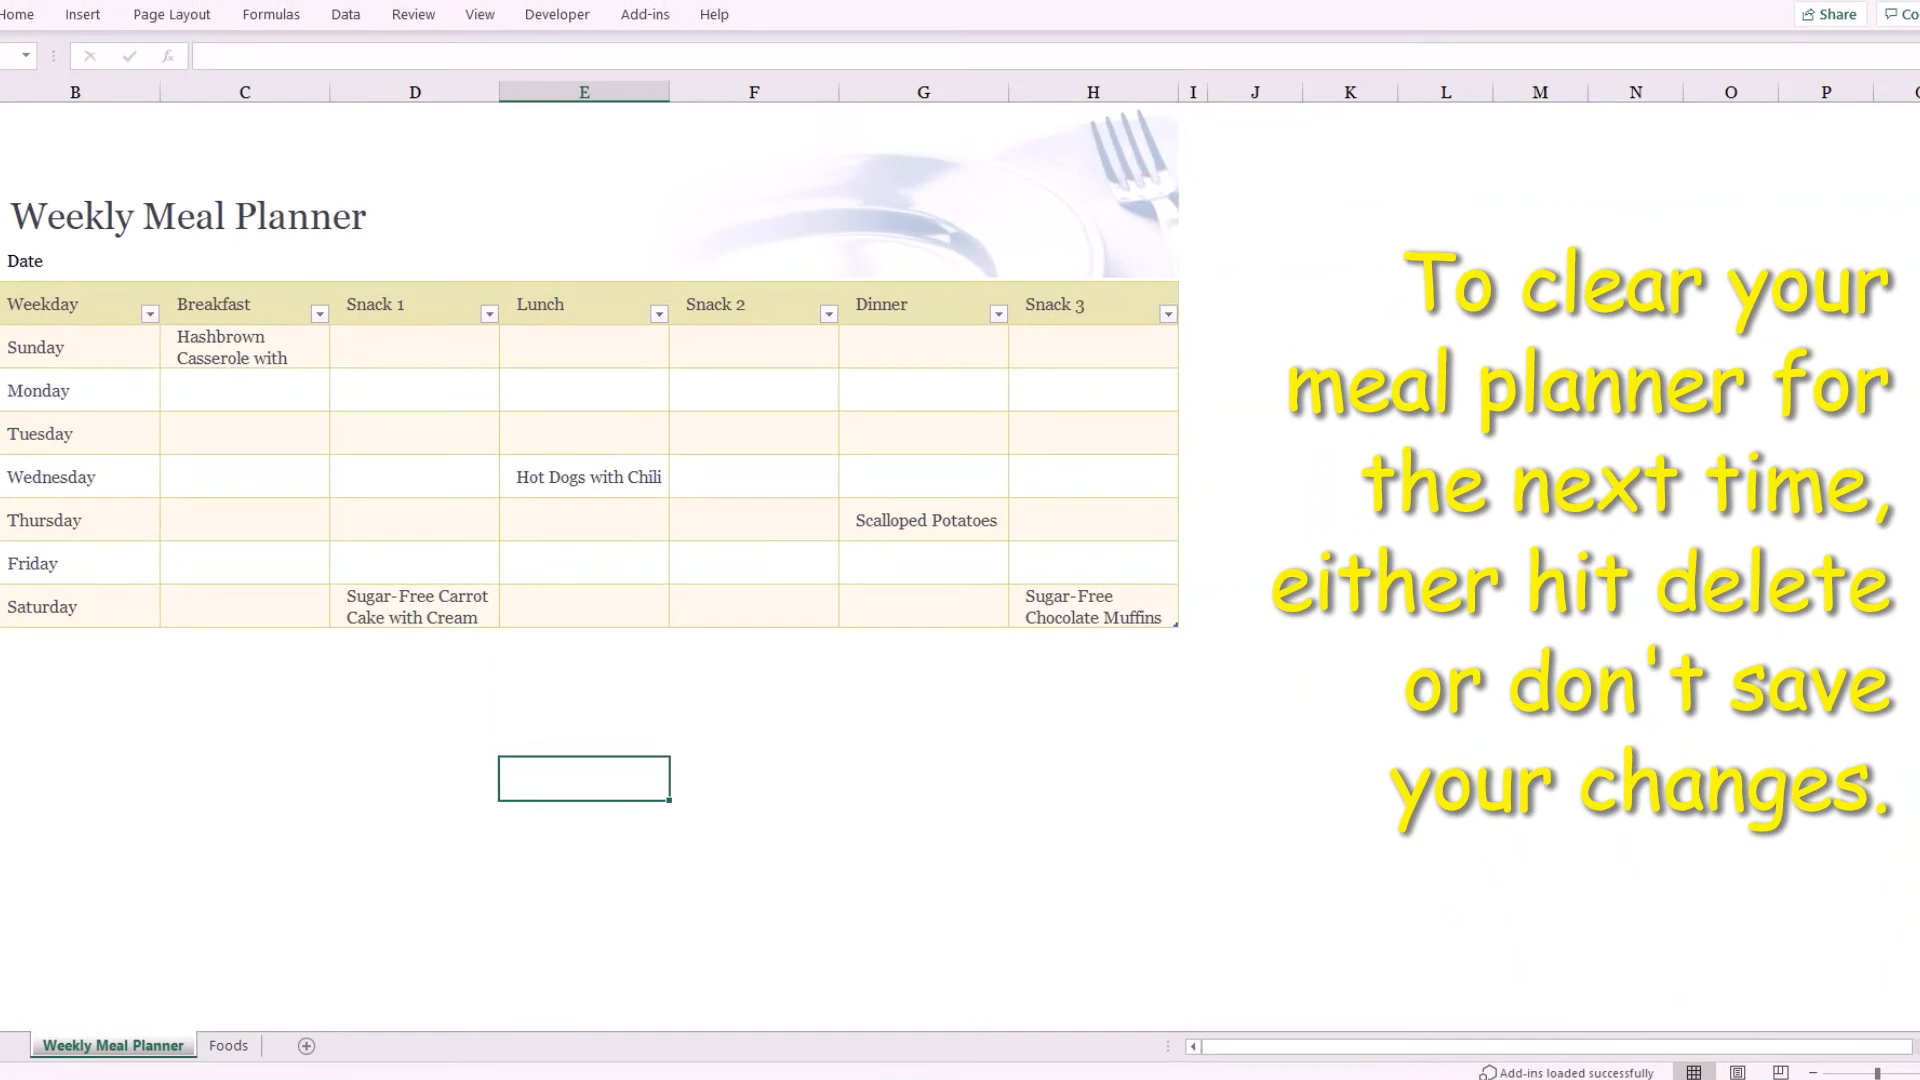 Home Insert Page Layout Formulas Data Review View Developer Add-ins Help Share Co
fx
B C D E F G H I J K L M N O P
Weekly Meal Planner
Date
Weekday Breakfast Snack 1 Lunch Snack 2 Dinner Snack 3
Sunday Hashbrown
Casserole with
Monday
Tuesday
Wednesday Hot Dogs with Chili
Thursday Scalloped Potatoes
Friday
Saturday Sugar-Free Carrot Sugar-Free
Cake with Cream Chocolate Muffins
To clear your
meal planner for
the next time,
either hit delete
or don't save
your changes.
Weekly Meal Planner Foods
Add-ins loaded successfully